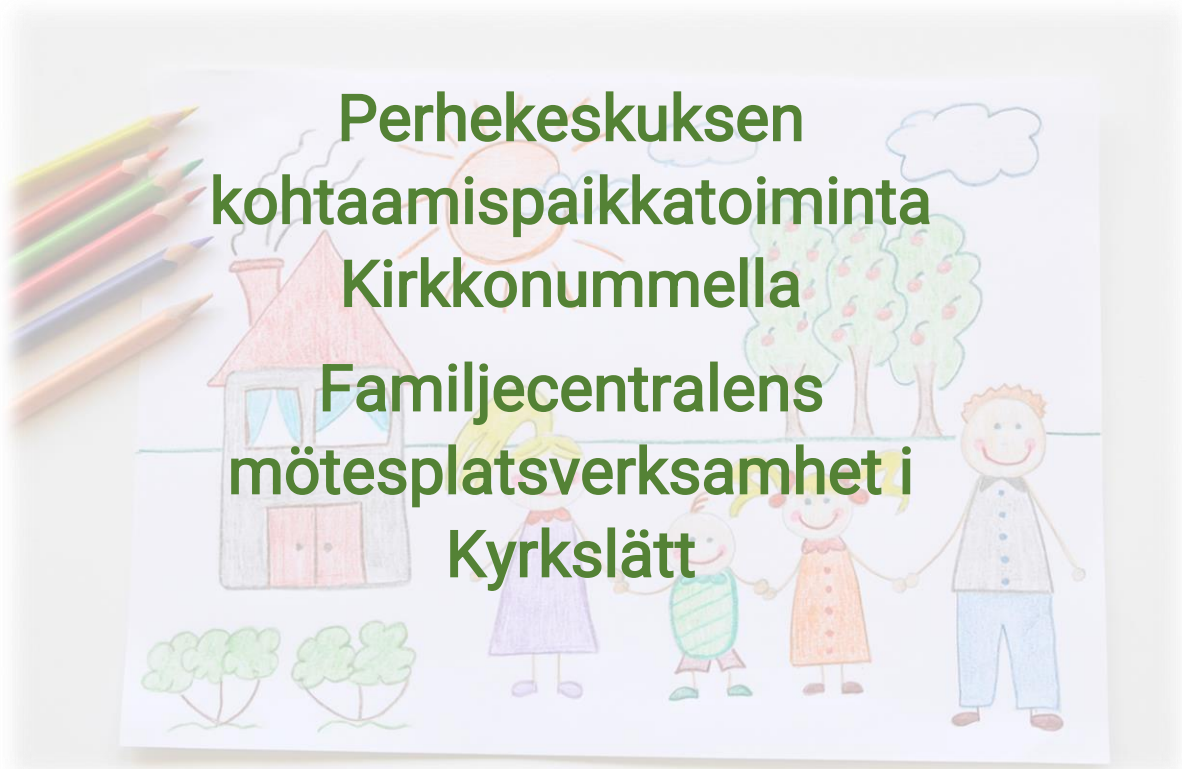 Perhekeskuksen
kohtaamispaikkatoiminta
Kirkkonummella
Familjecentralens
mötesplatsverksamhet i
Kyrkslätt